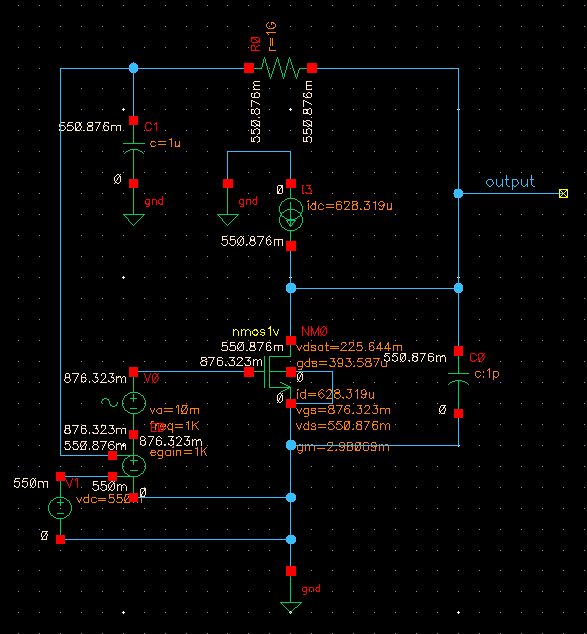 R0
r=1G
550.876m
550.876m
550.876m
C1
c=1u
0
gnd
gnd
0
I3
idc=628.319u
550.876m
output
nmos1v
NM0
550.876m
vdsat=225.644m
876.323m
gds=393.587u
0
0
id=628.319u
vgs=876.323m
vds=550.876m
gm=2.98069m
550.876m
C0
c:1p
0
876.323m
V0
va=10m
freq=1K
876.323m
876.323m
550.876m
egain=1K
550m
V1
550m
vdc=550m
0
0
gnd